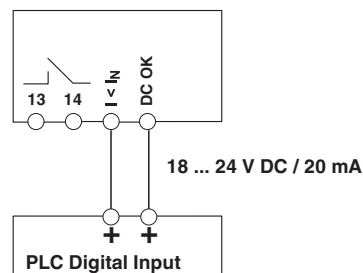 13 14 I < IN DC OK
18 ... 24 V DC / 20 mA
+ +
PLC Digital Input